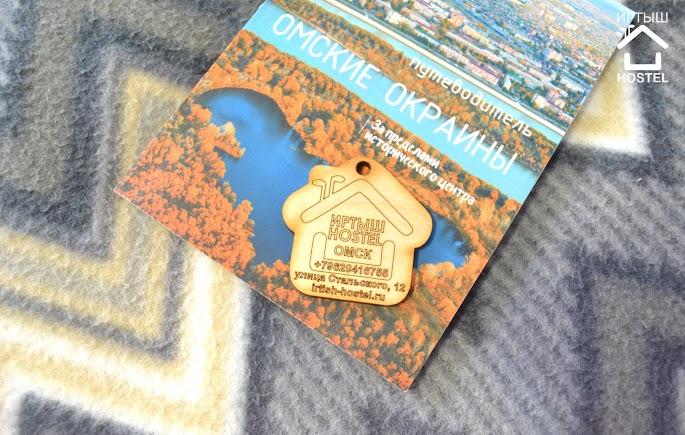 ИРТЫШ
HOSTEL
путеводитель
ОМСКИЕ ОКРАИНЫ
За пределами
исторического центра
ИРТЫШ
HOSTEL
ОМСК
+79620416755
улица Стальского, 12
irtish-hostel.ru